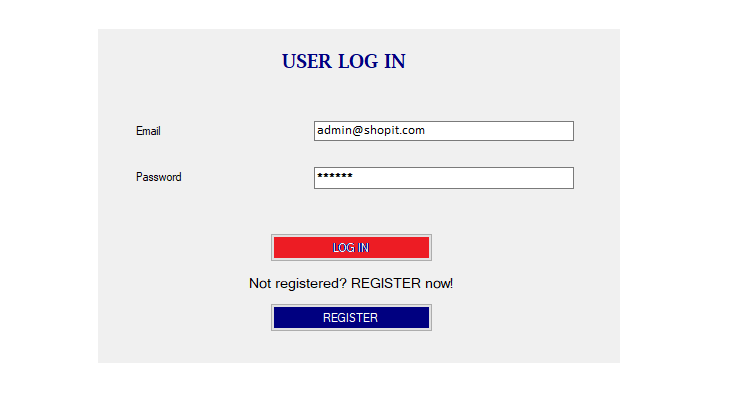 USER LOG IN
Email admin@shopit.com
Password ******
LOG IN
Not registered? REGISTER now!
REGISTER